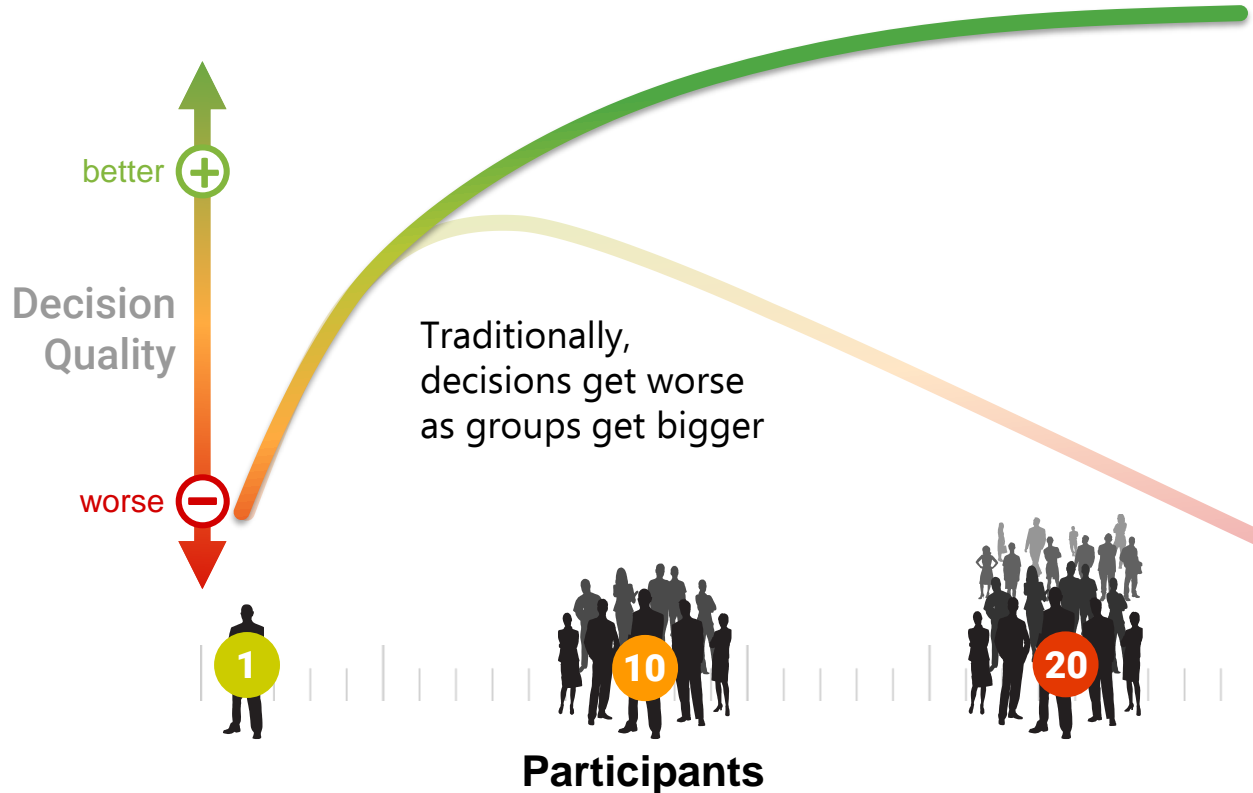 better
+
Decision
Quality
Traditionally,
decisions get worse
as groups get bigger
worse
−
1
10
20
Participants